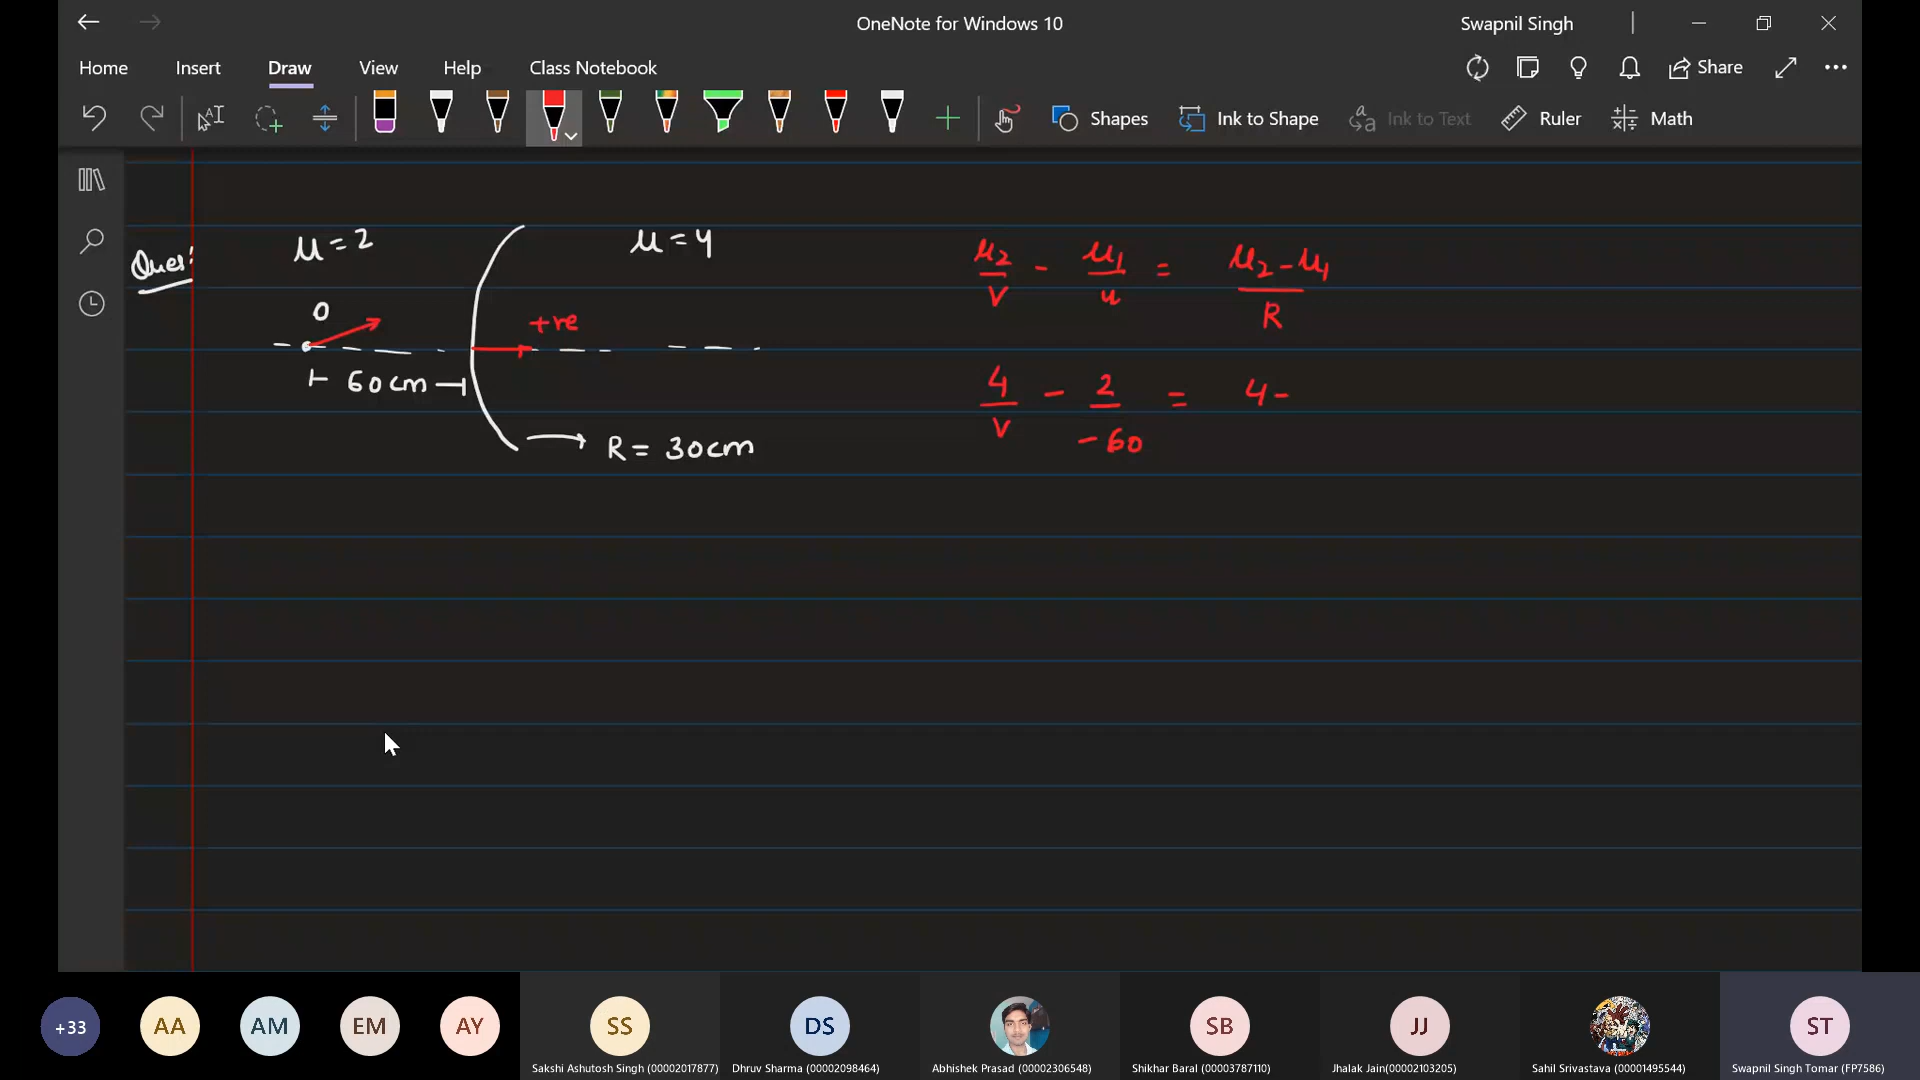 OneNote for Windows 10
Swapnil Singh
Home Insert Draw View Help Class Notebook
Share
Shapes Ink to Shape Ink to Text Ruler Math
Ques:
μ = 2
μ = 4
O
+ve
60 cm
R = 30cm
μ2/v - μ1/u = μ2 - μ1/R
4/v - 2/-60 = 4 -
+33 AA AM EM AY SS DS SB JJ ST
Sakshi Ashutosh Singh (00002017877) Dhruv Sharma (00002098464) Abhishek Prasad (00002306548) Shikhar Baral (00003787110) Jhalak Jain(00002103205) Sahil Srivastava (00001495544) Swapnil Singh Tomar (FP7586)